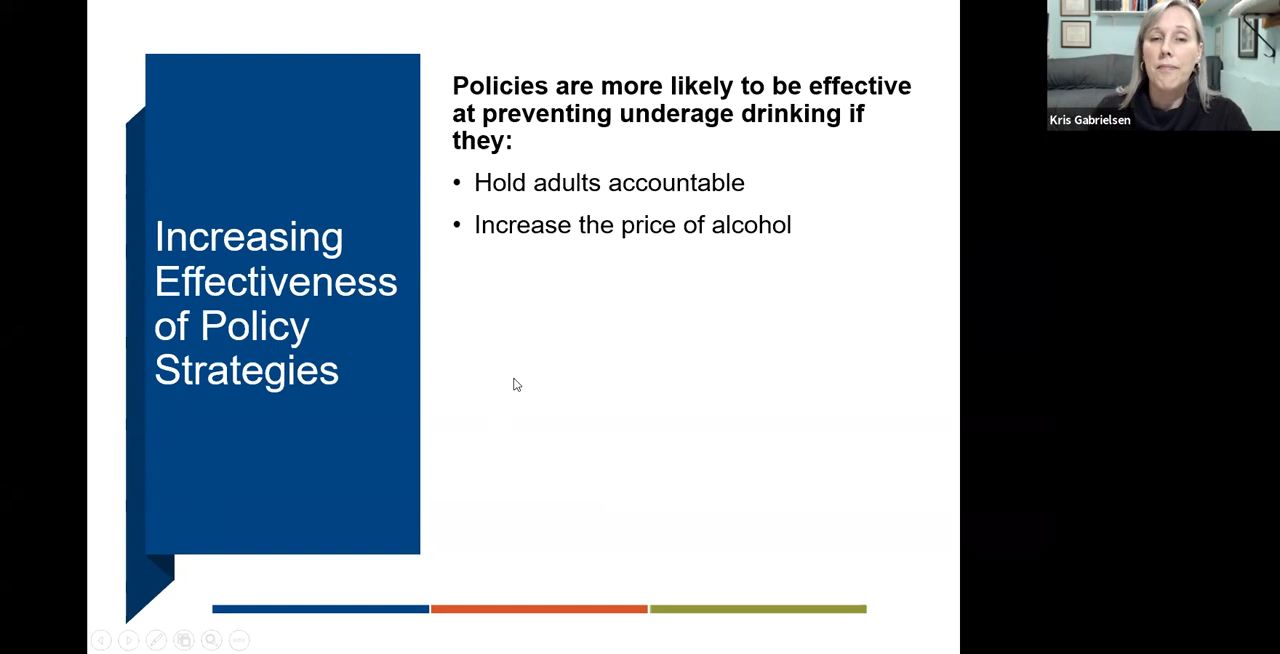 Increasing
Effectiveness
of Policy
Strategies
Policies are more likely to be effective
at preventing underage drinking if
they:
• Hold adults accountable
• Increase the price of alcohol
Kris Gabrielsen